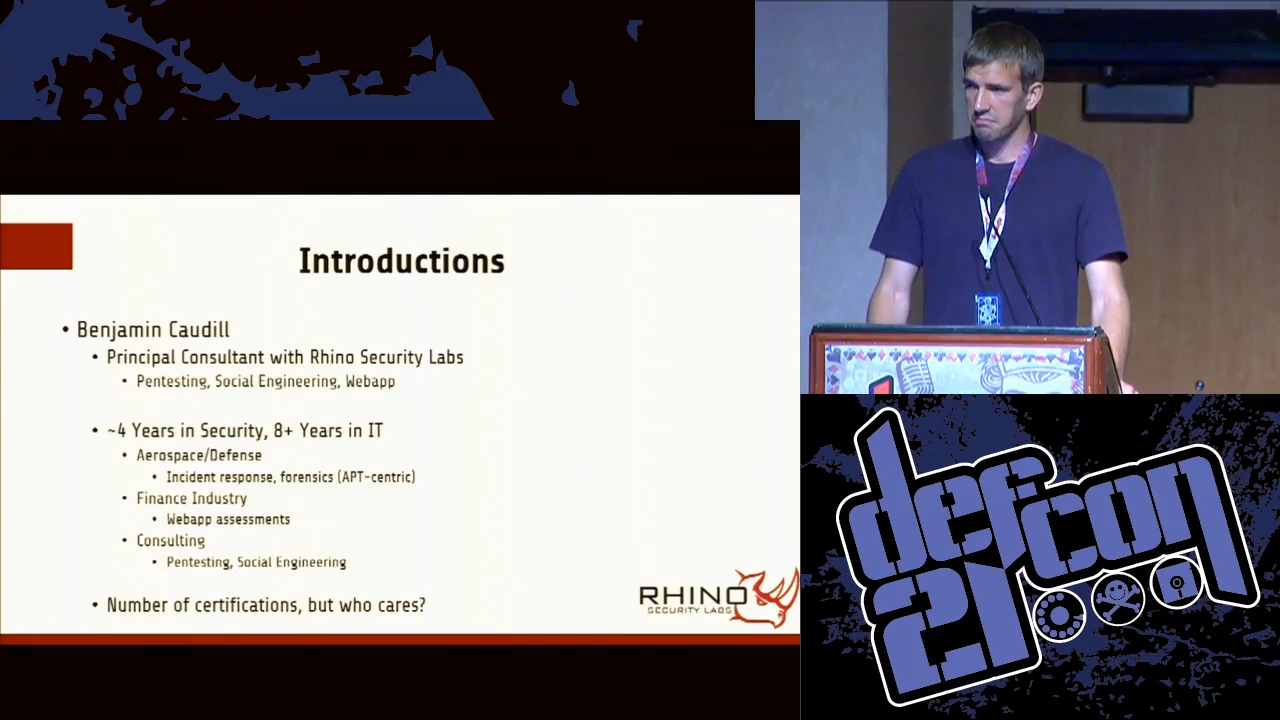 Introductions
• Benjamin Caudill
• Principal Consultant with Rhino Security Labs
• Pentesting, Social Engineering, Webapp
• ~4 Years in Security, 8+ Years in IT
• Aerospace/Defense
• Incident response, forensics (APT-centric)
• Finance Industry
• Webapp assessments
• Consulting
• Pentesting, Social Engineering
• Number of certifications, but who cares?
RHINO
SECURITY LABS
defcon
21